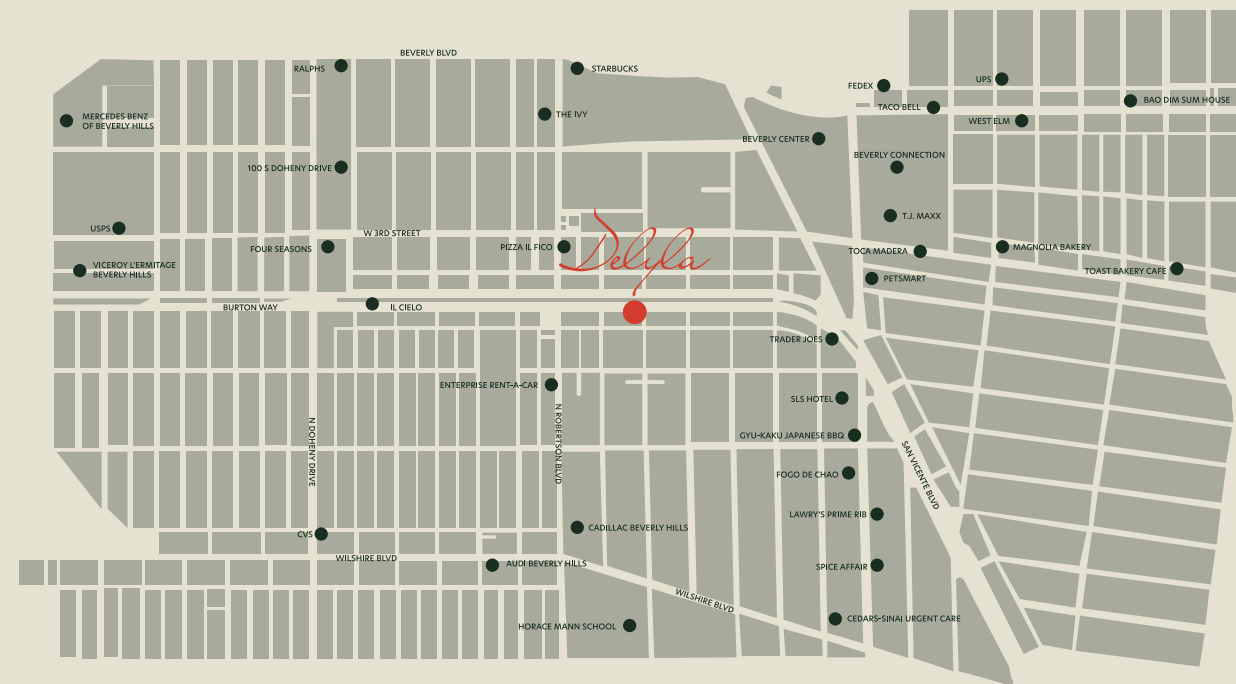 BEVERLY BLVD
RALPHS
STARBUCKS
UPS
FEDEX
BAO DIM SUM HOUSE
TACO BELL
THE IVY
MERCEDES BENZ
OF BEVERLY HILLS
WEST ELM
BEVERLY CENTER
BEVERLY CONNECTION
100 S DOHENY DRIVE
T.J. MAXX
USPS
W 3RD STREET
FOUR SEASONS
PIZZA IL FICO
Delyla
TOCA MADERA
MAGNOLIA BAKERY
VICEROY L'ERMITAGE
BEVERLY HILLS
TOAST BAKERY CAFE
PETSMART
BURTON WAY
IL CIELO
TRADER JOES
ENTERPRISE RENT-A-CAR
SLS HOTEL
N DOHENY DRIVE
N ROBERTSON BLVD
GYU-KAKU JAPANESE BBQ
SAN VICENTE BLVD
FOGO DE CHAO
LAWRY'S PRIME RIB
CADILLAC BEVERLY HILLS
CVS
WILSHIRE BLVD
AUDI BEVERLY HILLS
SPICE AFFAIR
WILSHIRE BLVD
CEDARS-SINAI URGENT CARE
HORACE MANN SCHOOL